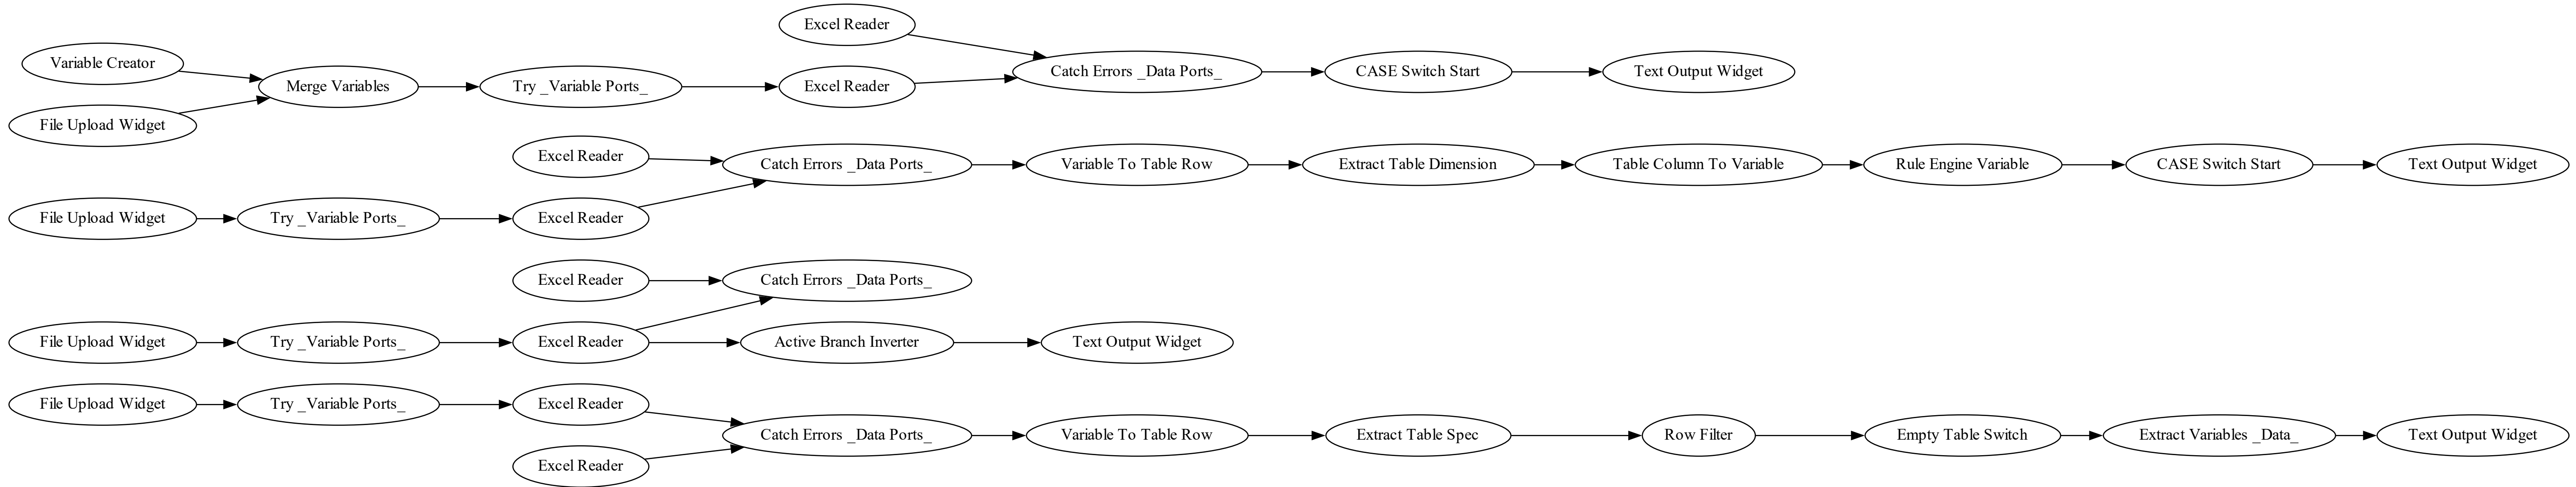 Excel Reader
Variable Creator
Merge Variables
Try _Variable Ports_
Excel Reader
Catch Errors _Data Ports_
CASE Switch Start
Text Output Widget
File Upload Widget
Excel Reader
Catch Errors _Data Ports_
Variable To Table Row
Extract Table Dimension
Table Column To Variable
Rule Engine Variable
CASE Switch Start
Text Output Widget
File Upload Widget
Try _Variable Ports_
Excel Reader
Excel Reader
Catch Errors _Data Ports_
File Upload Widget
Try _Variable Ports_
Excel Reader
Active Branch Inverter
Text Output Widget
File Upload Widget
Try _Variable Ports_
Excel Reader
Catch Errors _Data Ports_
Variable To Table Row
Extract Table Spec
Row Filter
Empty Table Switch
Extract Variables _Data_
Text Output Widget
Excel Reader